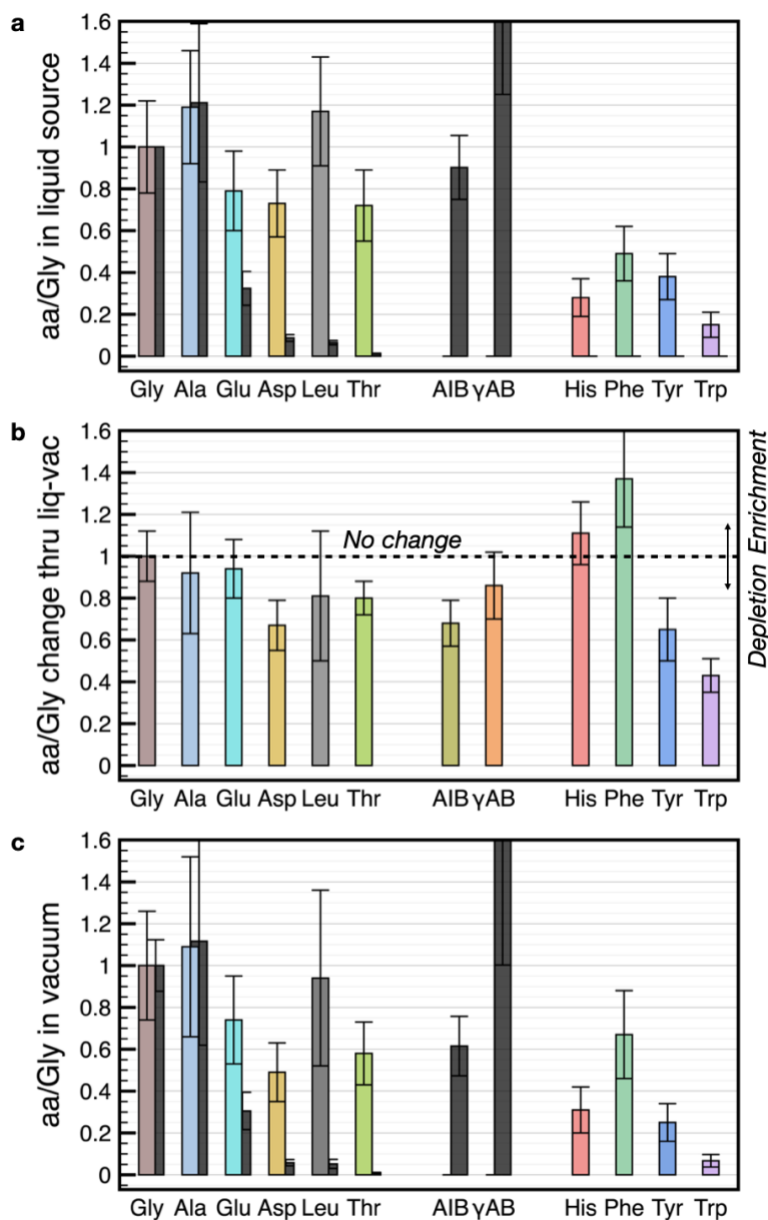 a
aa/Gly in liquid source
1.6
1.4
1.2
1
0.8
0.6
0.4
0.2
0
Gly Ala Glu Asp Leu Thr AIB γAB His Phe Tyr Trp
b
aa/Gly change thru liq-vac
1.6
1.4
1.2
1
0.8
0.6
0.4
0.2
0
No change
Depletion Enrichment
Gly Ala Glu Asp Leu Thr AIB γAB His Phe Tyr Trp
c
aa/Gly in vacuum
1.6
1.4
1.2
1
0.8
0.6
0.4
0.2
0
Gly Ala Glu Asp Leu Thr AIB γAB His Phe Tyr Trp